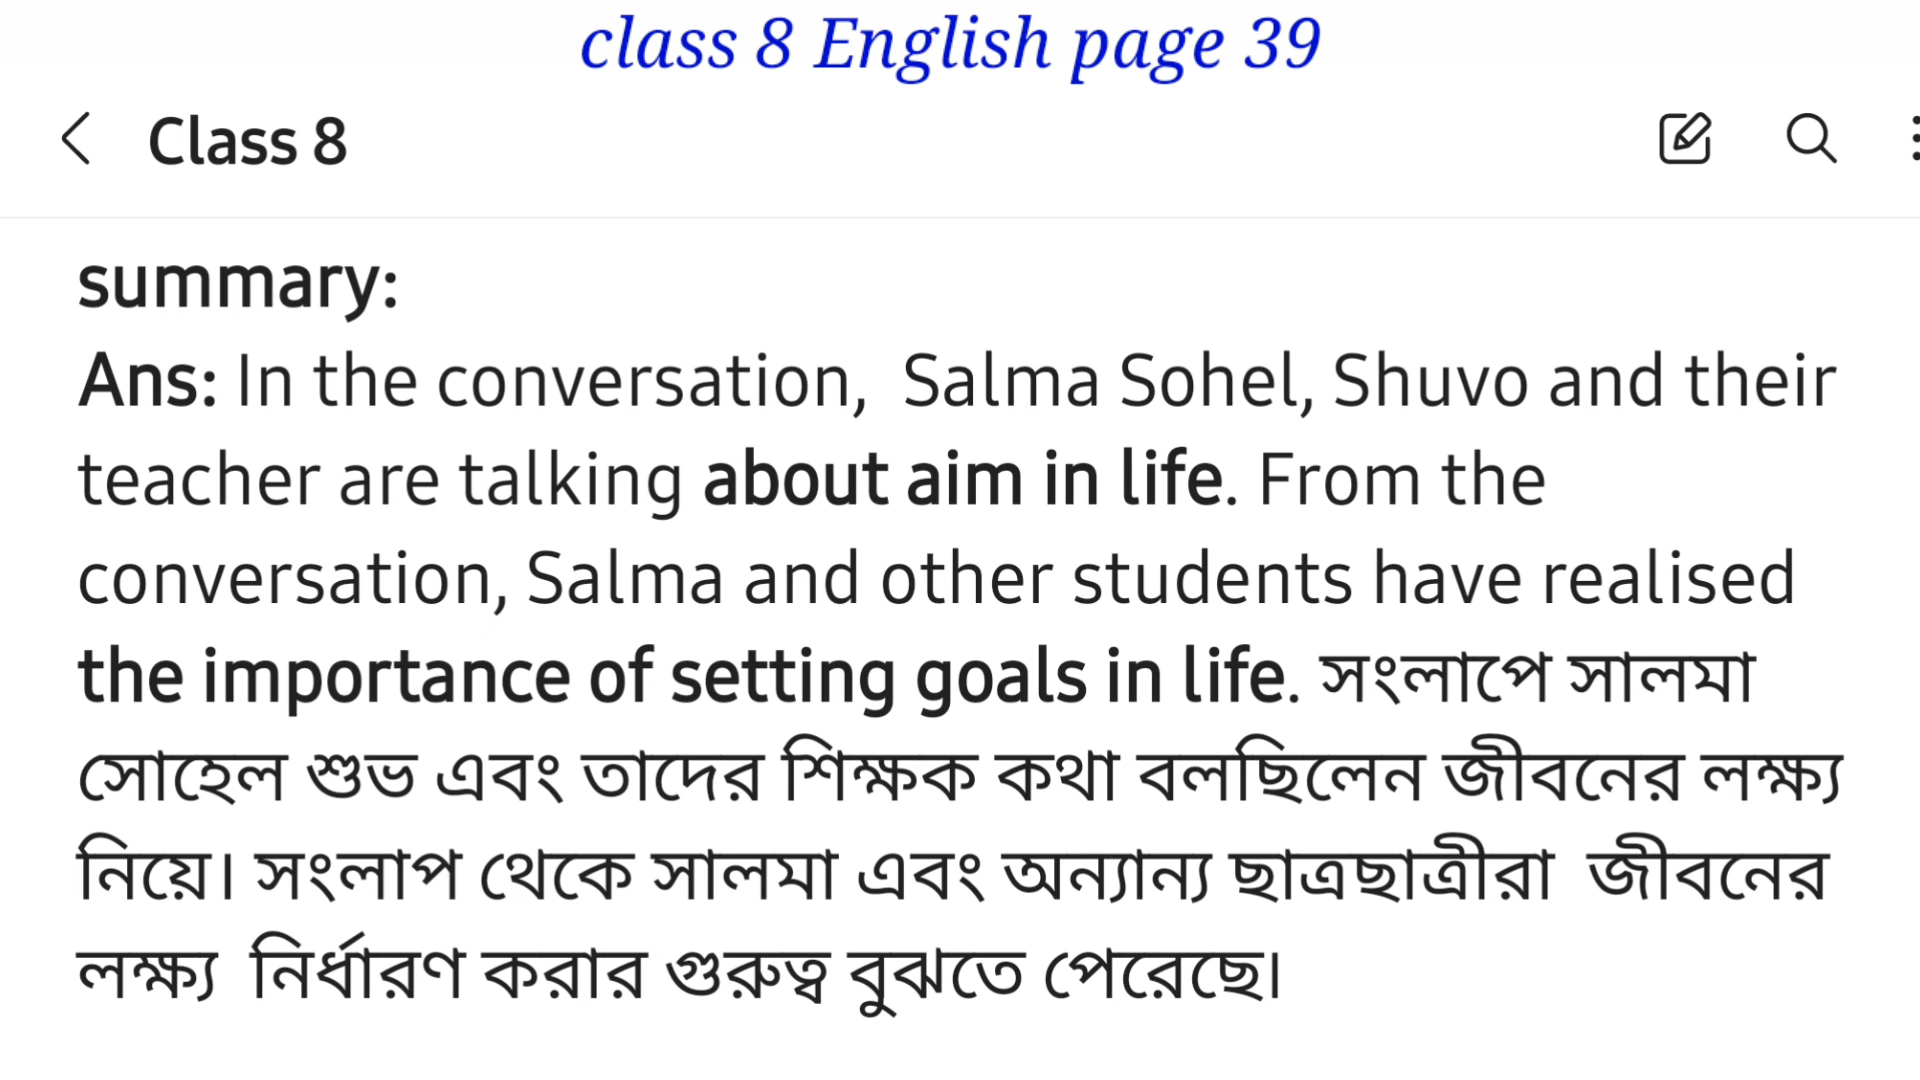 class 8 English page 39
Class 8
summary:
Ans: In the conversation,  Salma Sohel, Shuvo and their
teacher are talking about aim in life. From the
conversation, Salma and other students have realised
the importance of setting goals in life. সংলাপে সালমা
সোহেল শুভ এবং তাদের শিক্ষক কথা বলছিলেন জীবনের লক্ষ্য
নিয়ে। সংলাপ থেকে সালমা এবং অন্যান্য ছাত্রছাত্রীরা  জীবনের
লক্ষ্য  নির্ধারণ করার গুরুত্ব বুঝতে পেরেছে।